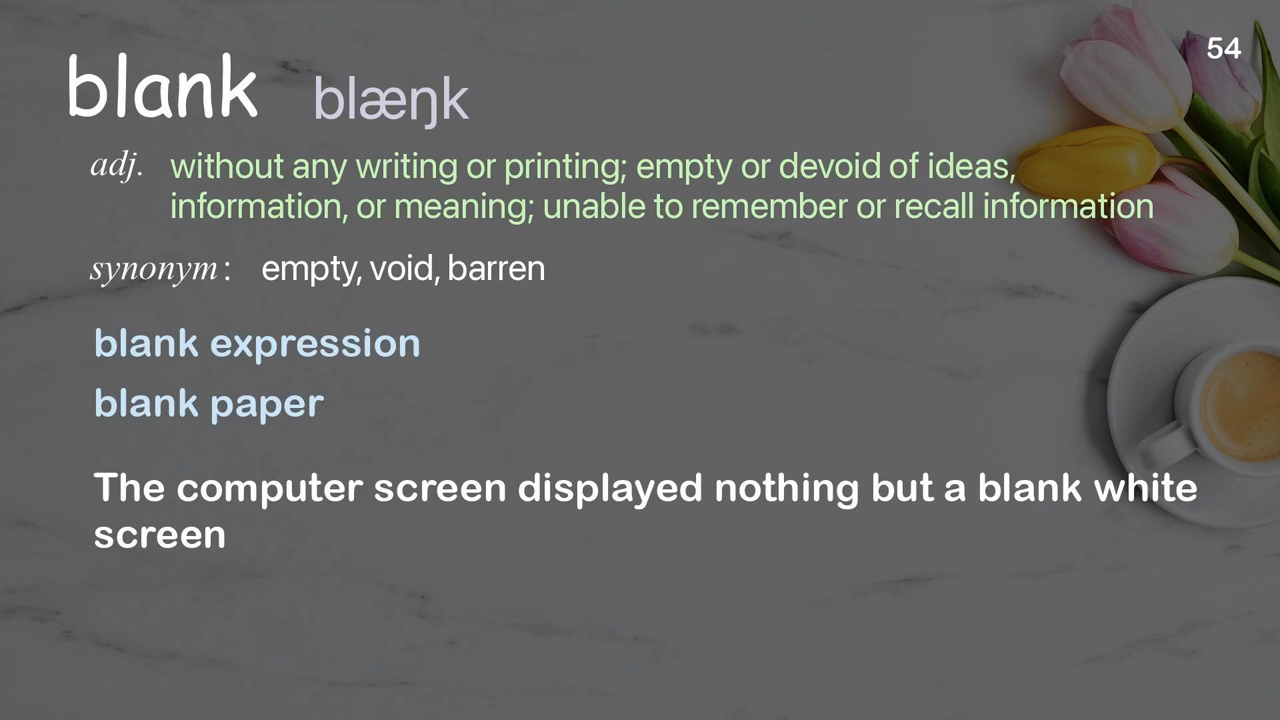 54
blank blæŋk
adj. without any writing or printing; empty or devoid of ideas,
information, or meaning; unable to remember or recall information
synonym: empty, void, barren
blank expression
blank paper
The computer screen displayed nothing but a blank white
screen